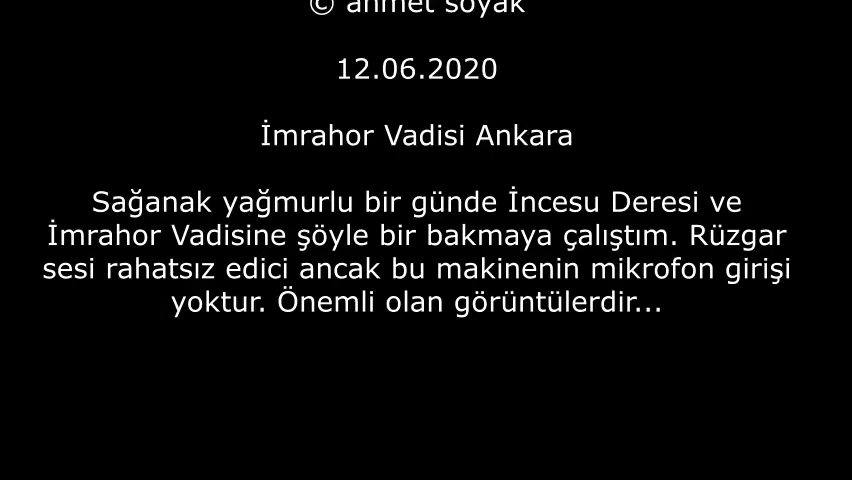 © ahmet soyak
12.06.2020
İmrahor Vadisi Ankara
Sağanak yağmurlu bir günde İncesu Deresi ve
İmrahor Vadisine şöyle bir bakmaya çalıştım. Rüzgar
sesi rahatsız edici ancak bu makinenin mikrofon girişi
yoktur. Önemli olan görüntülerdir...